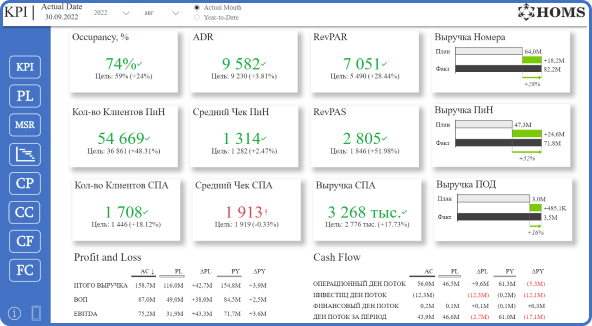 KPI
Actual Date
30.09.2022
2022
авг
Actual Month
Year-to-Date
HOMS
KPI
PL
MSR
CP
CC
CF
FC
Occupancy, %
74%
Цель: 59% (+24%)
ADR
9 582
Цель: 9 230 (+3.81%)
RevPAR
7 051
Цель: 5 490 (+28.44%)
Выручка Номера
План 64,0M
+18,2M
Факт 82,2M
+28%
Кол-во Клиентов ПиН
54 669
Цель: 36 861 (+48.31%)
Средний Чек ПиН
1 314
Цель: 1 282 (+2.47%)
RevPAS
2 805
Цель: 1 846 (+51.98%)
Выручка ПиН
План 47,3M
+24,6M
Факт 71,8M
+52%
Кол-во Клиентов СПА
1 708
Цель: 1 446 (+18.12%)
Средний Чек СПА
1 913!
Цель: 1 919 (-0.33%)
Выручка СПА
3 268 тыс.
Цель: 2 776 тыс. (+17.73%)
Выручка ПОД
План 3,0M
+485,1K
Факт 3,5M
+16%
Profit and Loss
AC ↓ PL ΔPL PY ΔPY
ИТОГО ВЫРУЧКА 158,7M 116,0M +42,7M 154,8M +3,9M
ВОП 87,0M 49,0M +38,0M 84,5M +2,5M
EBITDA 75,2M 31,9M +43,3M 71,7M +3,6M
Cash Flow
AC PL ΔPL PY ΔPY
ОПЕРАЦИОННЫЙ ДЕН ПОТОК 56,0M 46,5M +9,6M 61,3M (5,3M)
ИНВЕСТИЦ ДЕН ПОТОК (12,3M) (12,3M) (0,2M) (12,1M)
ФИНАНСОВЫЙ ДЕН ПОТОК 0,2M 0,1M +0,1M (0,1M) +0,3M
ДЕН ПОТОК ЗА ПЕРИОД 43,9M 46,6M (2,7M) 61,0M (17,1M)